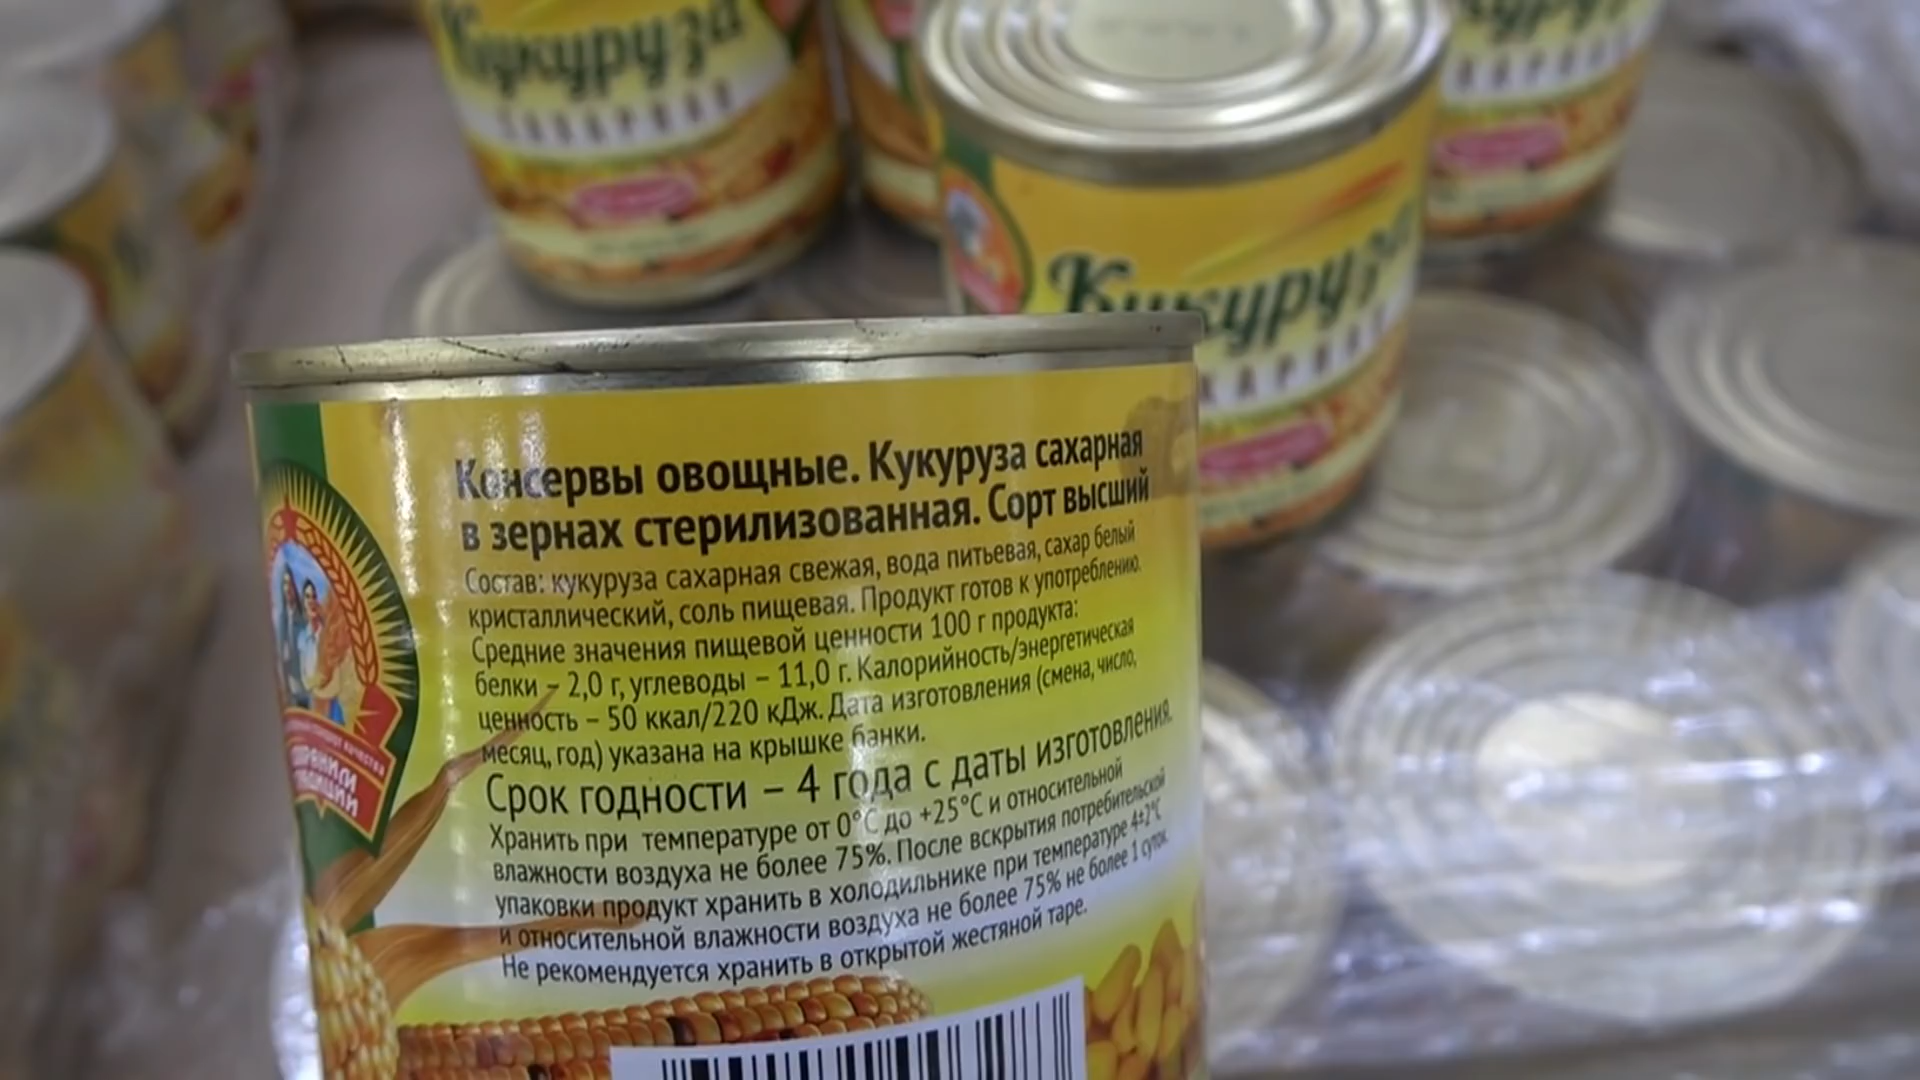 Кукуруза
САХАРНАЯ
Кукуруза
Консервы овощные. Кукуруза сахарная
в зернах стерилизованная. Сорт высший
Состав: кукуруза сахарная свежая, вода питьевая, сахар белый
кристаллический, соль пищевая. Продукт готов к употреблению.
Средние значения пищевой ценности 100 г продукта:
белки – 2,0 г, углеводы – 11,0 г. Калорийность/энергетическая
ценность – 50 ккал/220 кДж. Дата изготовления (смена, число,
месяц, год) указана на крышке банки.
Срок годности – 4 года с даты изготовления.
Хранить при температуре от 0°С до +25°С и относительной
влажности воздуха не более 75%. После вскрытия потребительской
упаковки продукт хранить в холодильнике при температуре 4±2°С
и относительной влажности воздуха не более 75% не более 1 суток.
Не рекомендуется хранить в открытой жестяной таре.